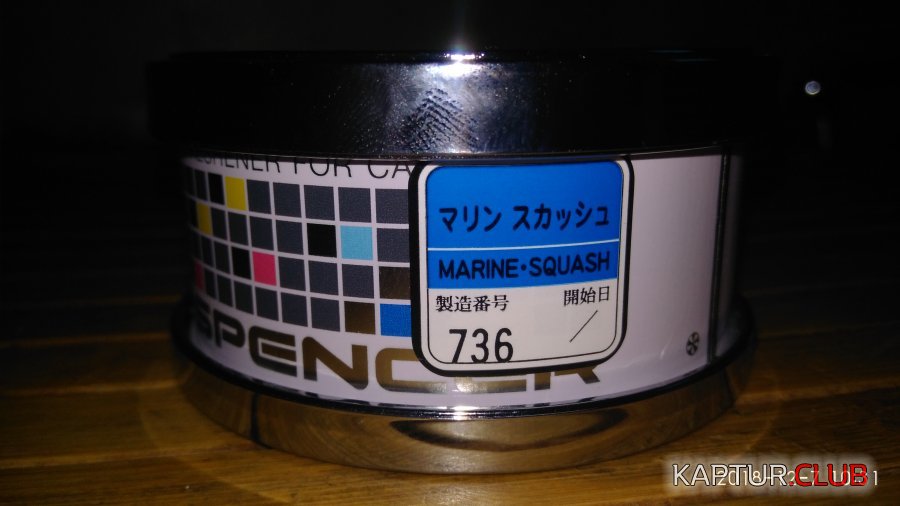 FOR CA
マリン スカッシュ
MARINE・SQUASH
製造番号
開始日
736
／
SPENCER
KAPTUR.CLUB